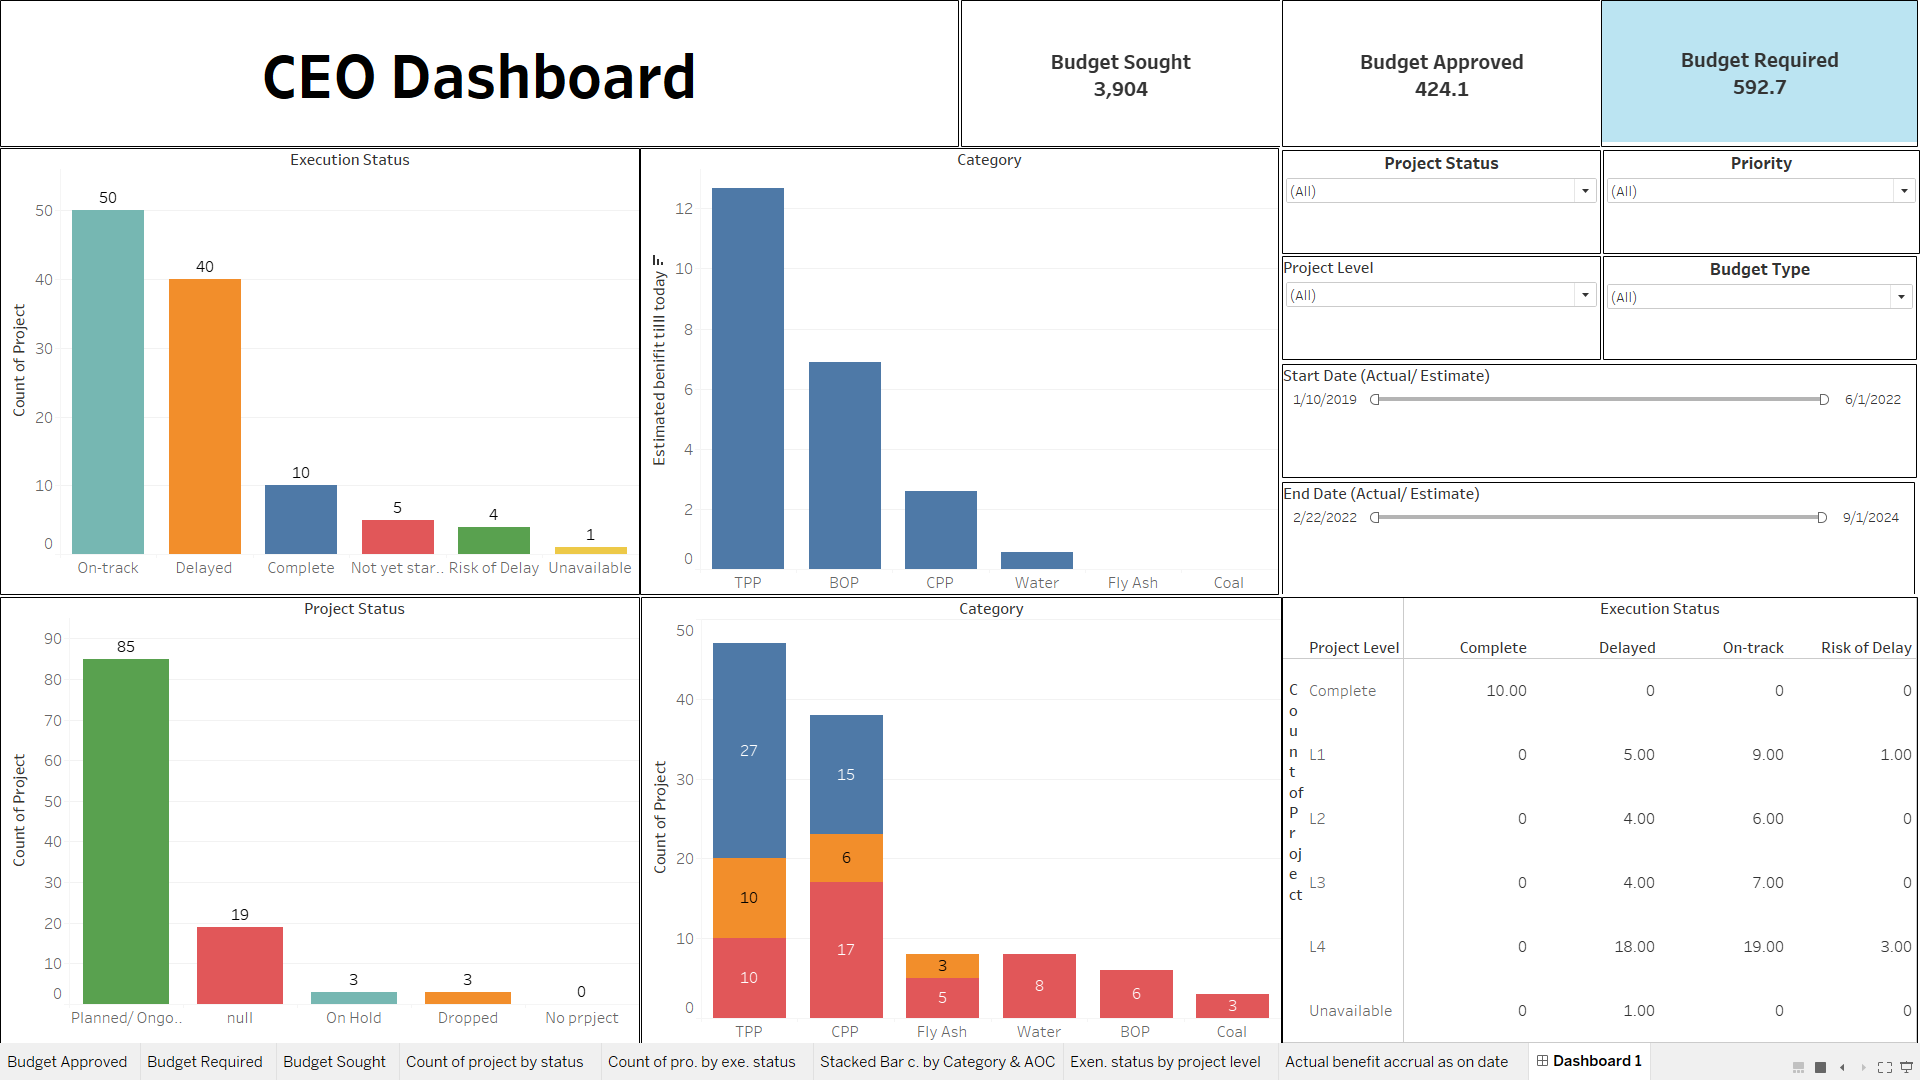 CEO Dashboard
Budget Sought
3,904
Budget Approved
424.1
Budget Required
592.7
Execution Status
Count of Project
50
40
30
20
10
0
50
40
10
5
4
1
On-track
Delayed
Complete
Not yet star..
Risk of Delay
Unavailable
Category
Estimated benifit tilll today
12
10
8
6
4
2
0
TPP
BOP
CPP
Water
Fly Ash
Coal
Project Status
(All)
Priority
(All)
Project Level
(All)
Budget Type
(All)
Start Date (Actual/ Estimate)
1/10/2019
6/1/2022
End Date (Actual/ Estimate)
2/22/2022
9/1/2024
Project Status
Count of Project
90
80
70
60
50
40
30
20
10
0
85
19
3
3
0
Planned/ Ongo..
null
On Hold
Dropped
No prpject
Category
Count of Project
50
40
30
20
10
0
27
10
10
15
6
17
3
5
8
6
3
TPP
CPP
Fly Ash
Water
BOP
Coal
Execution Status
Project Level Complete Delayed On-track Risk of Delay
Count of Project
Complete 10.00 0 0 0
L1 0 5.00 9.00 1.00
L2 0 4.00 6.00 0
L3 0 4.00 7.00 0
L4 0 18.00 19.00 3.00
Unavailable 0 1.00 0 0
Budget Approved
Budget Required
Budget Sought
Count of project by status
Count of pro. by exe. status
Stacked Bar c. by Category & AOC
Exen. status by project level
Actual benefit accrual as on date
Dashboard 1